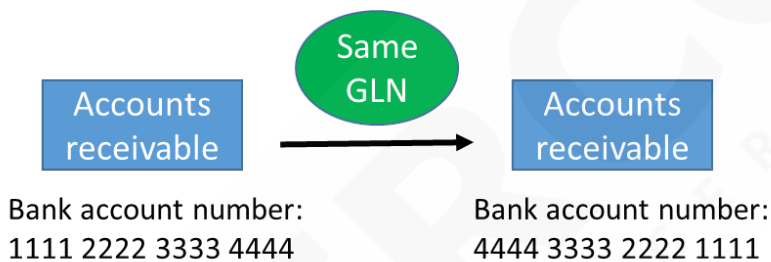 Same
GLN
Accounts
receivable
Accounts
receivable
Bank account number:
1111 2222 3333 4444
Bank account number:
4444 3333 2222 1111